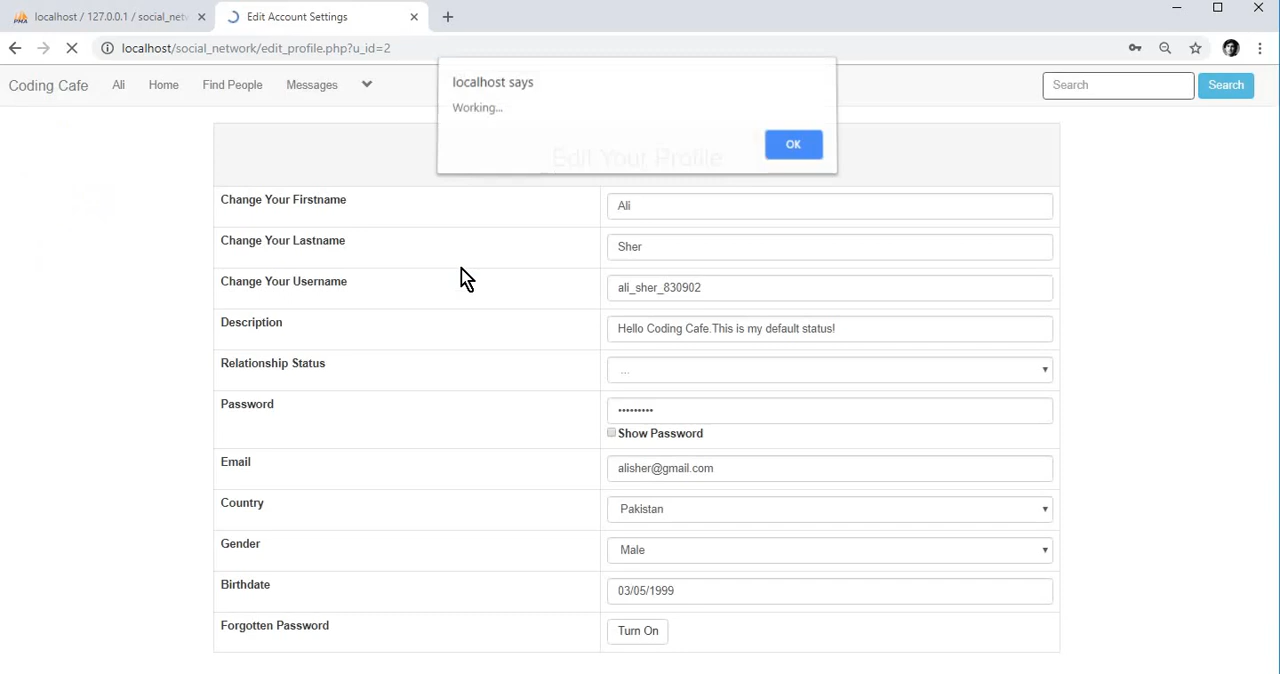 localhost / 127.0.0.1 / social_netw
Edit Account Settings
localhost/social_network/edit_profile.php?u_id=2
Coding Cafe
Ali
Home
Find People
Messages
Search
Search
localhost says
Working...
OK
Edit Your Profile
Change Your Firstname
Ali
Change Your Lastname
Sher
Change Your Username
ali_sher_830902
Description
Hello Coding Cafe.This is my default status!
Relationship Status
...
Password
•••••••••
Show Password
Email
alisher@gmail.com
Country
Pakistan
Gender
Male
Birthdate
03/05/1999
Forgotten Password
Turn On